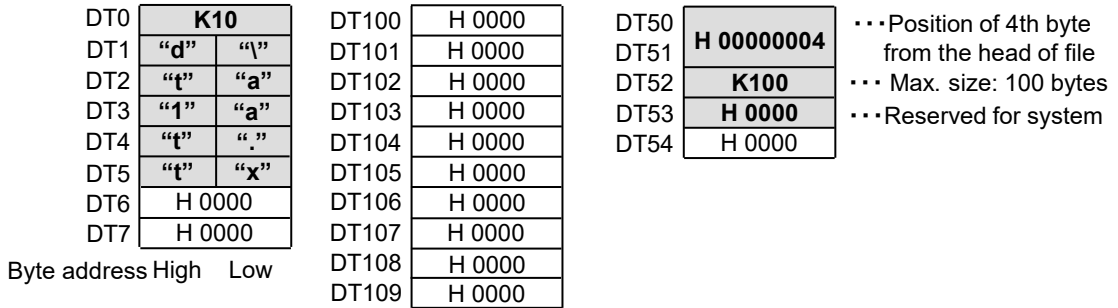 DT0 K10 DT100 H 0000 DT50 H 00000004 ・・・Position of 4th byte
DT1 “d” “\” DT101 H 0000 DT51 from the head of file
DT2 “t” “a” DT102 H 0000 DT52 K100 ・・・ Max. size: 100 bytes
DT3 “1” “a” DT103 H 0000 DT53 H 0000 ・・・Reserved for system
DT4 “t” “.” DT104 H 0000 DT54 H 0000
DT5 “t” “x” DT105 H 0000
DT6 H 0000 DT106 H 0000
DT7 H 0000 DT107 H 0000
Byte address High Low DT108 H 0000
DT109 H 0000